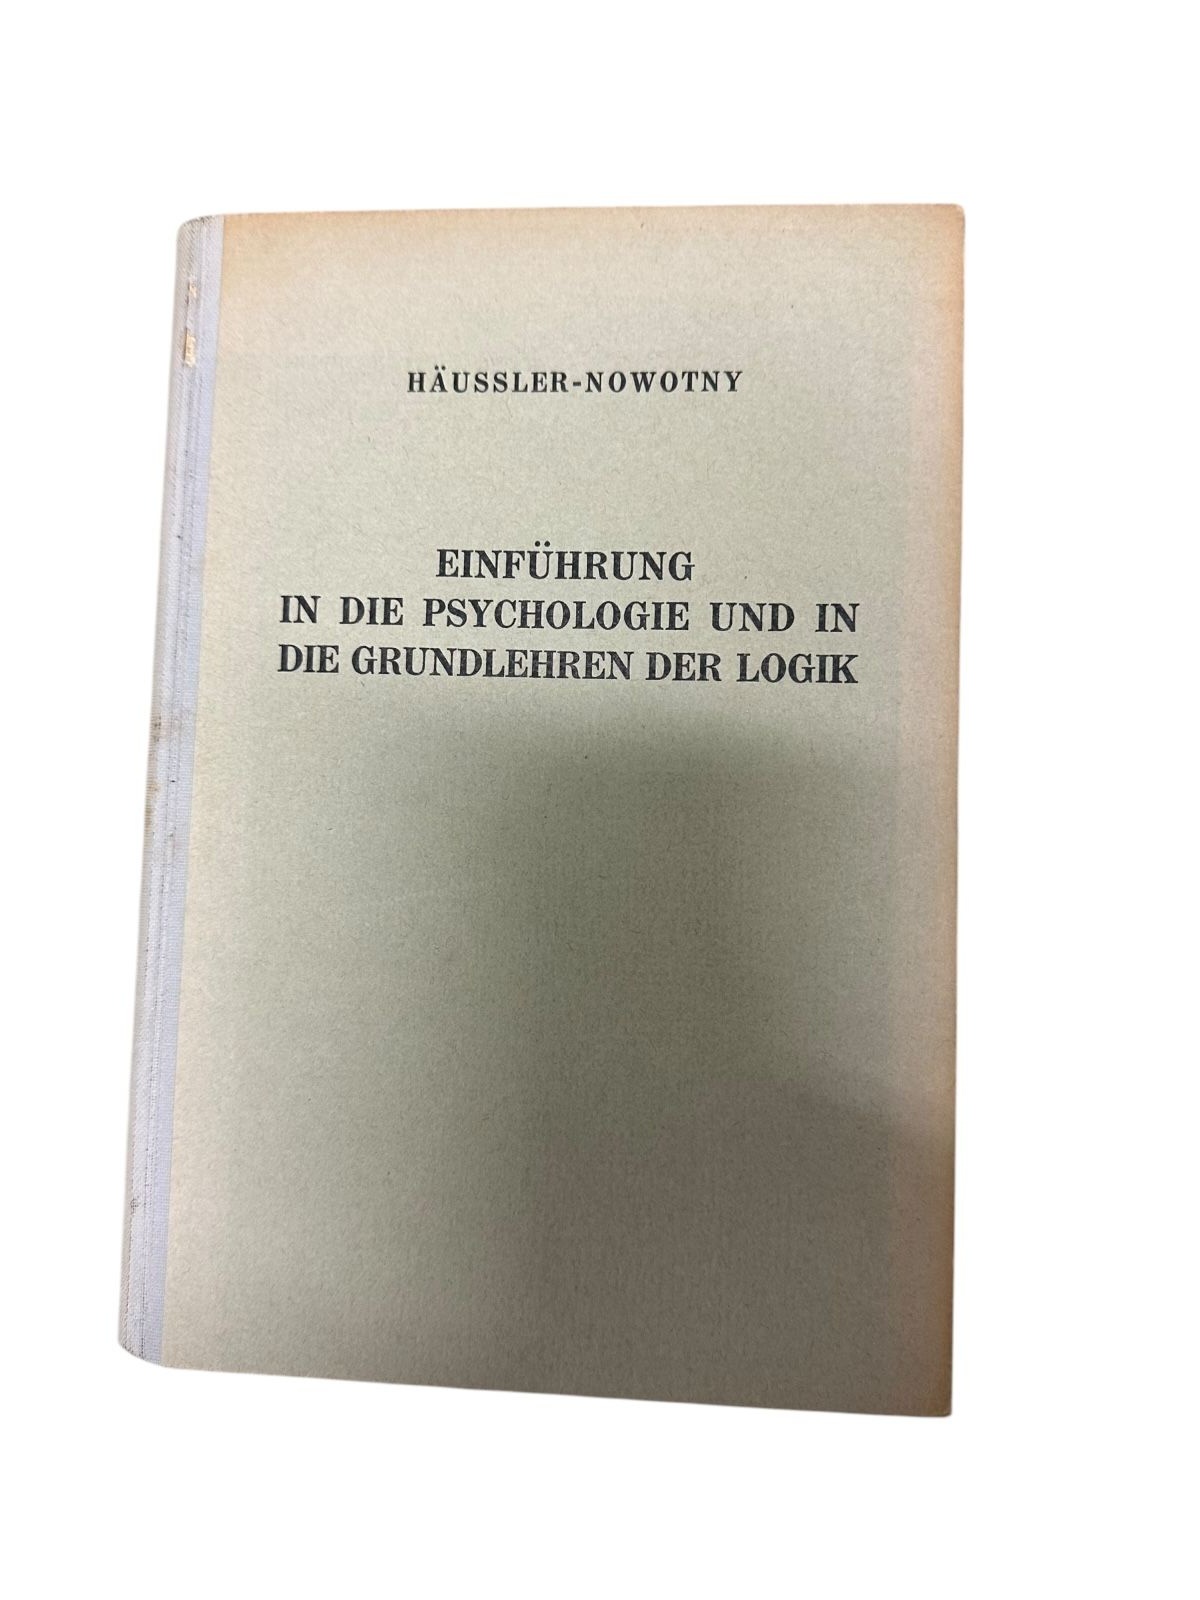 HÄUSSLER-NOWOTNY
EINFÜHRUNG
IN DIE PSYCHOLOGIE UND IN
DIE GRUNDLEHREN DER LOGIK